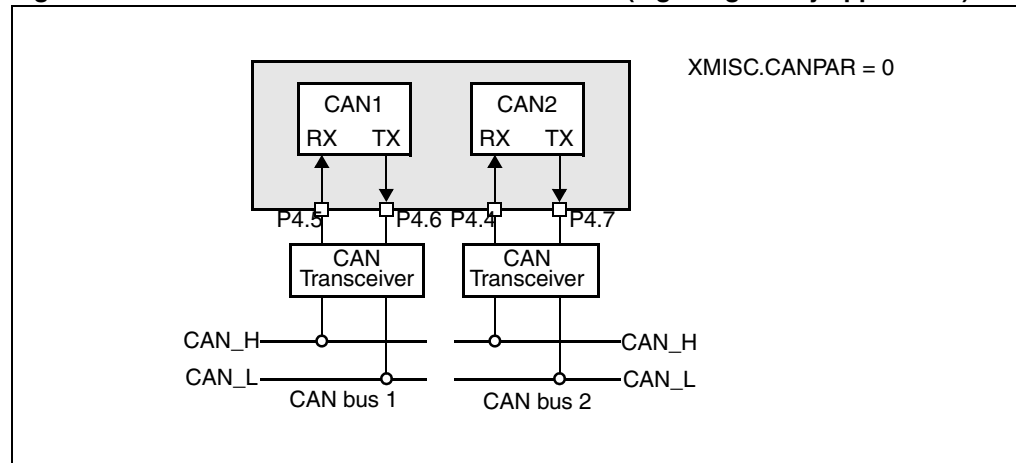 XMISC.CANPAR = 0
CAN1
CAN2
RX TX
RX TX
P4.5
P4.6
P4.4
P4.7
CAN
Transceiver
CAN
Transceiver
CAN_H
CAN_H
CAN_L
CAN_L
CAN bus 1
CAN bus 2